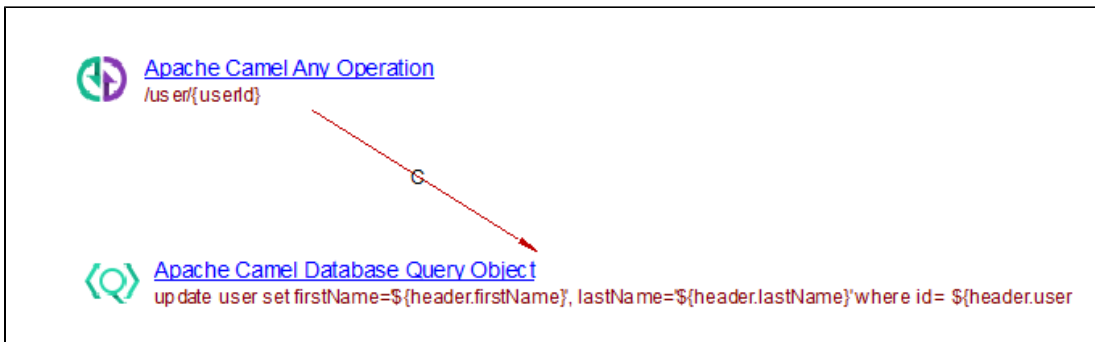 Apache Camel Any Operation
/user/{userId}
C
Apache Camel Database Query Object
update user set firstName=${header.firstName}', lastName='${header.lastName}'where id= ${header.user